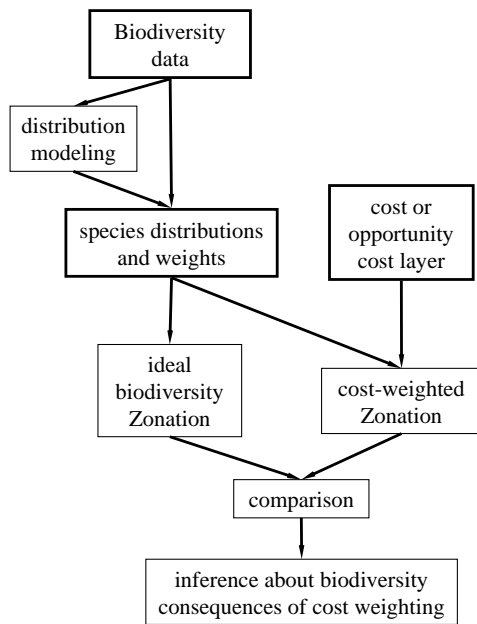 Biodiversity
data
distribution
modeling
species distributions
and weights
cost or
opportunity
cost layer
ideal
biodiversity
Zonation
cost-weighted
Zonation
comparison
inference about biodiversity
consequences of cost weighting